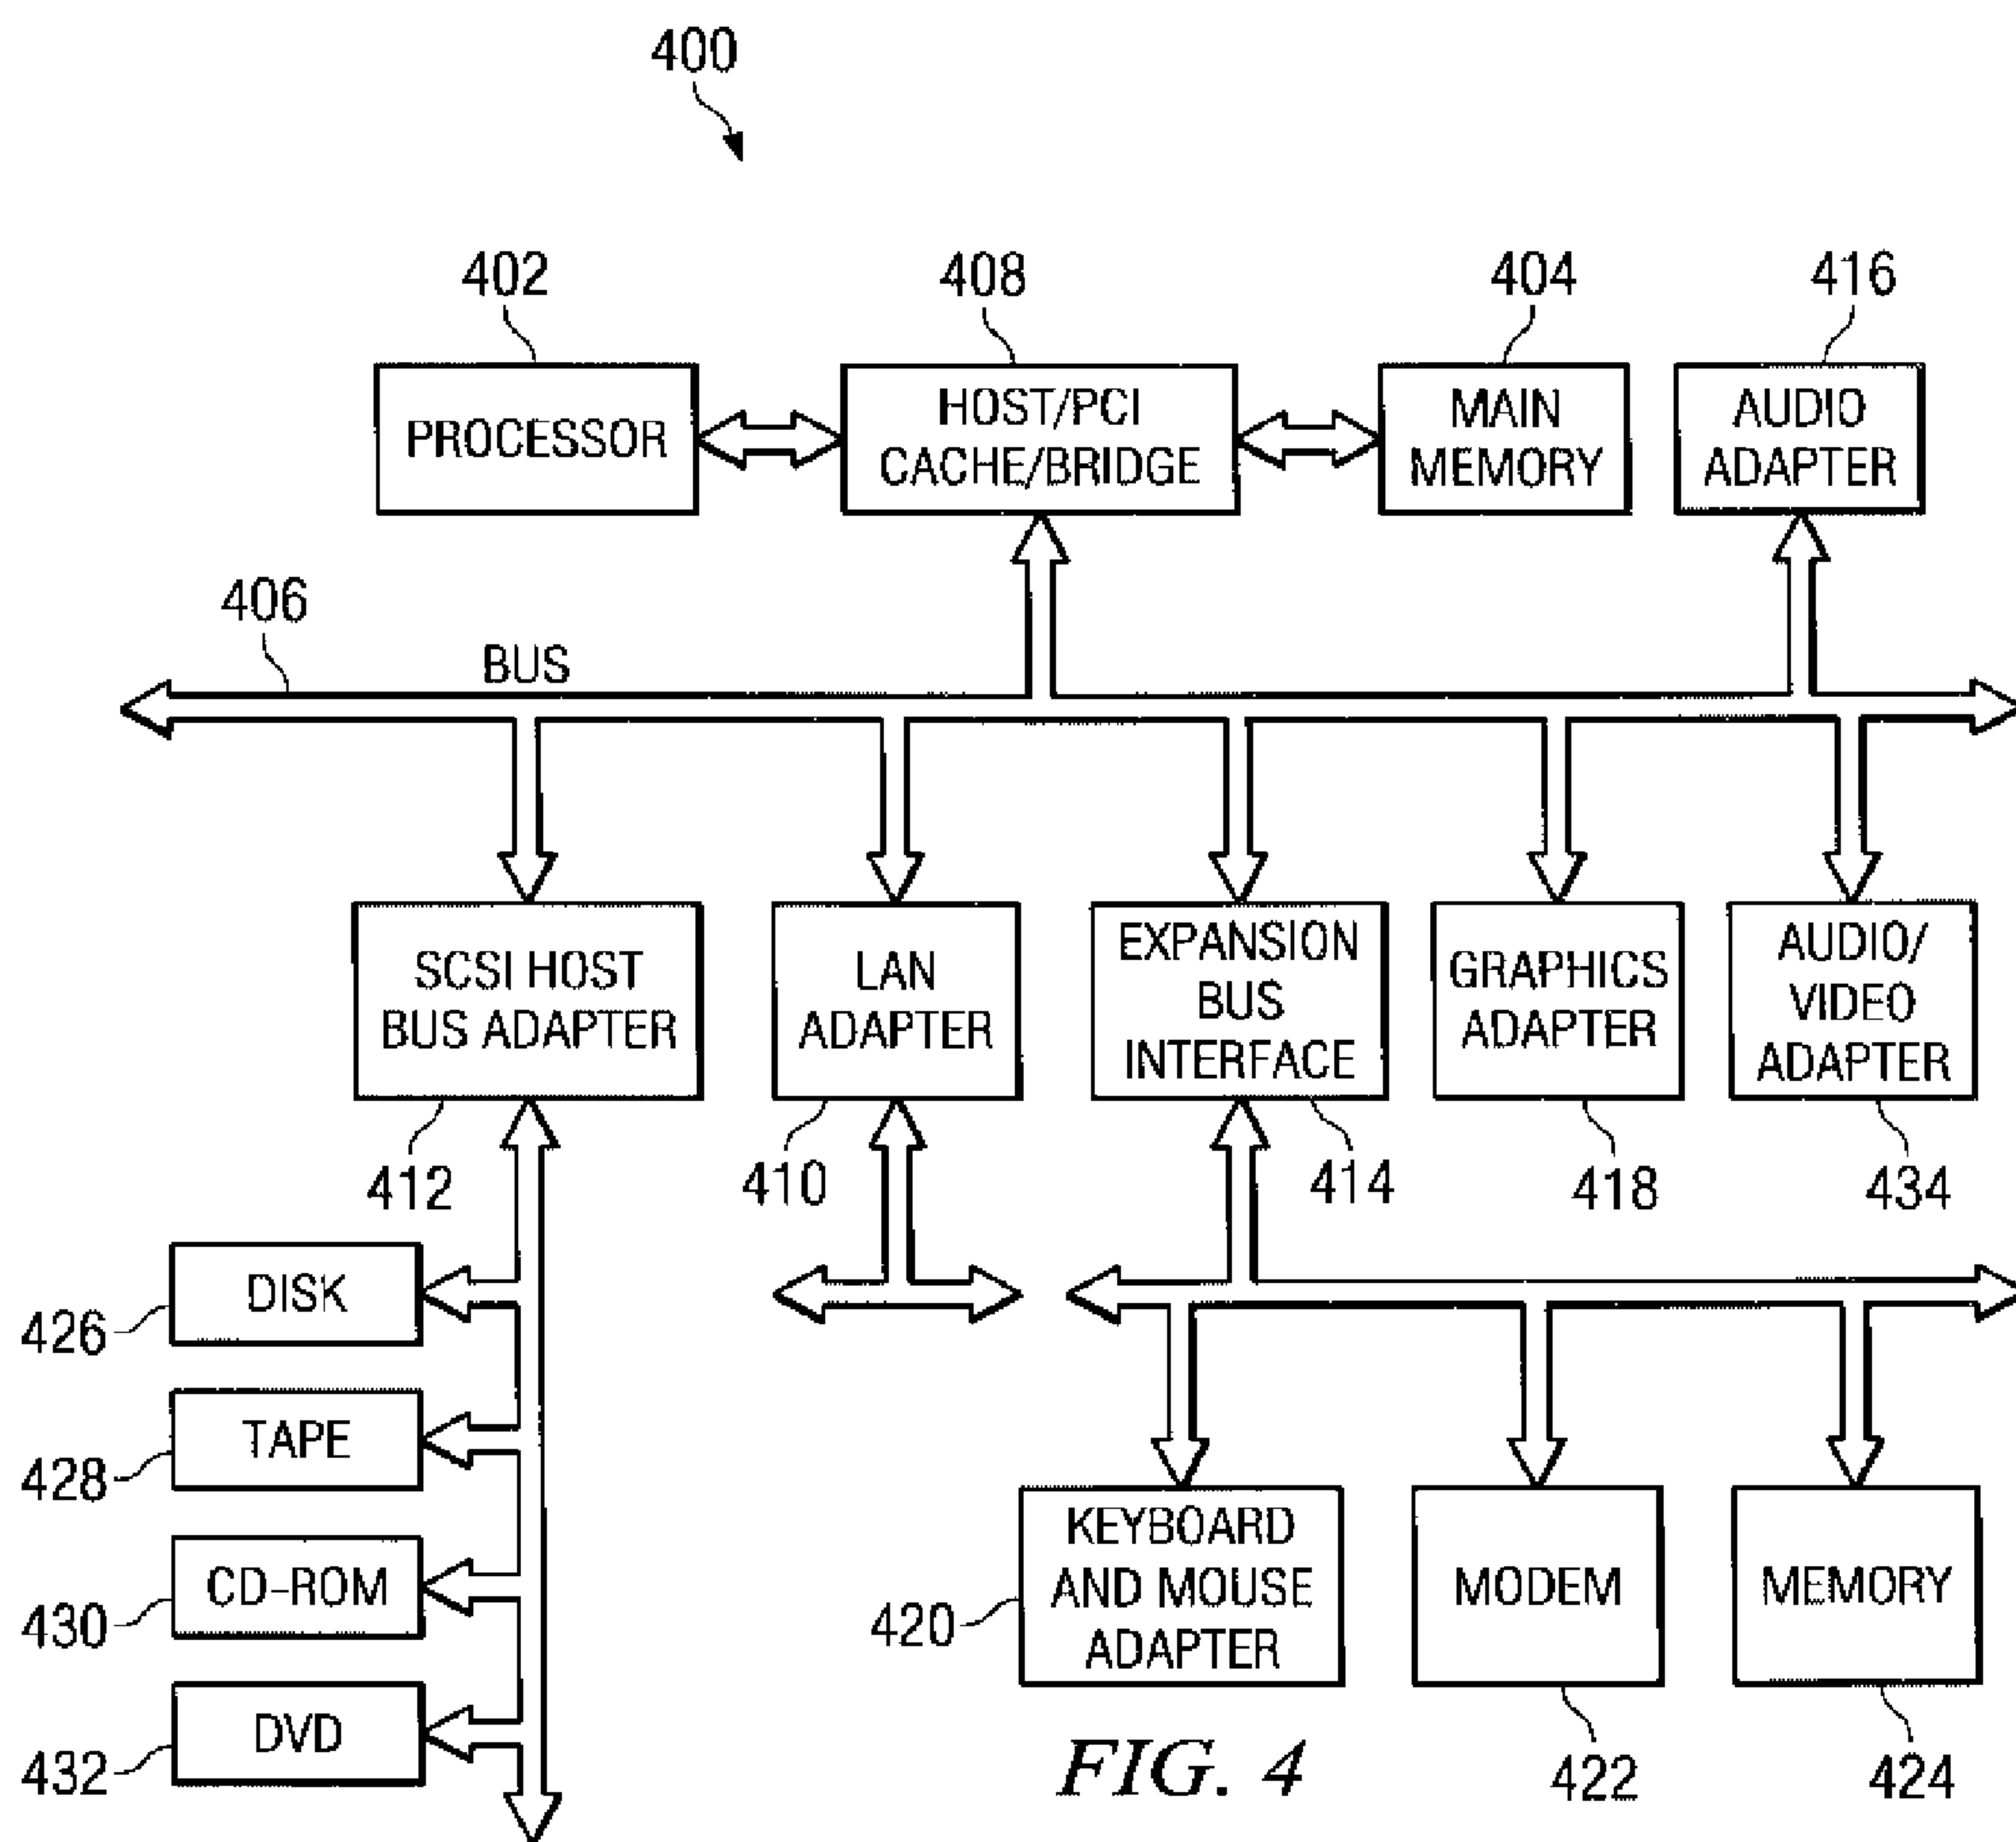 400
402
408
404
416
PROCESSOR
HOST/PCI
CACHE/BRIDGE
MAIN
MEMORY
AUDIO
ADAPTER
406
BUS
SCSI HOST
BUS ADAPTER
LAN
ADAPTER
EXPANSION
BUS
INTERFACE
GRAPHICS
ADAPTER
AUDIO/
VIDEO
ADAPTER
412
410
414
418
434
DISK
426
TAPE
428
CD-ROM
430
DVD
432
KEYBOARD
AND MOUSE
ADAPTER
420
MODEM
MEMORY
422
424
FIG. 4